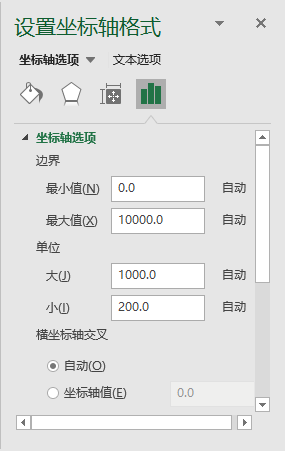 设置坐标轴格式
坐标轴选项 文本选项
坐标轴选项
边界
最小值(N) 0.0 自动
最大值(X) 10000.0 自动
单位
大(J) 1000.0 自动
小(I) 200.0 自动
横坐标轴交叉
自动(O)
坐标轴值(E) 0.0